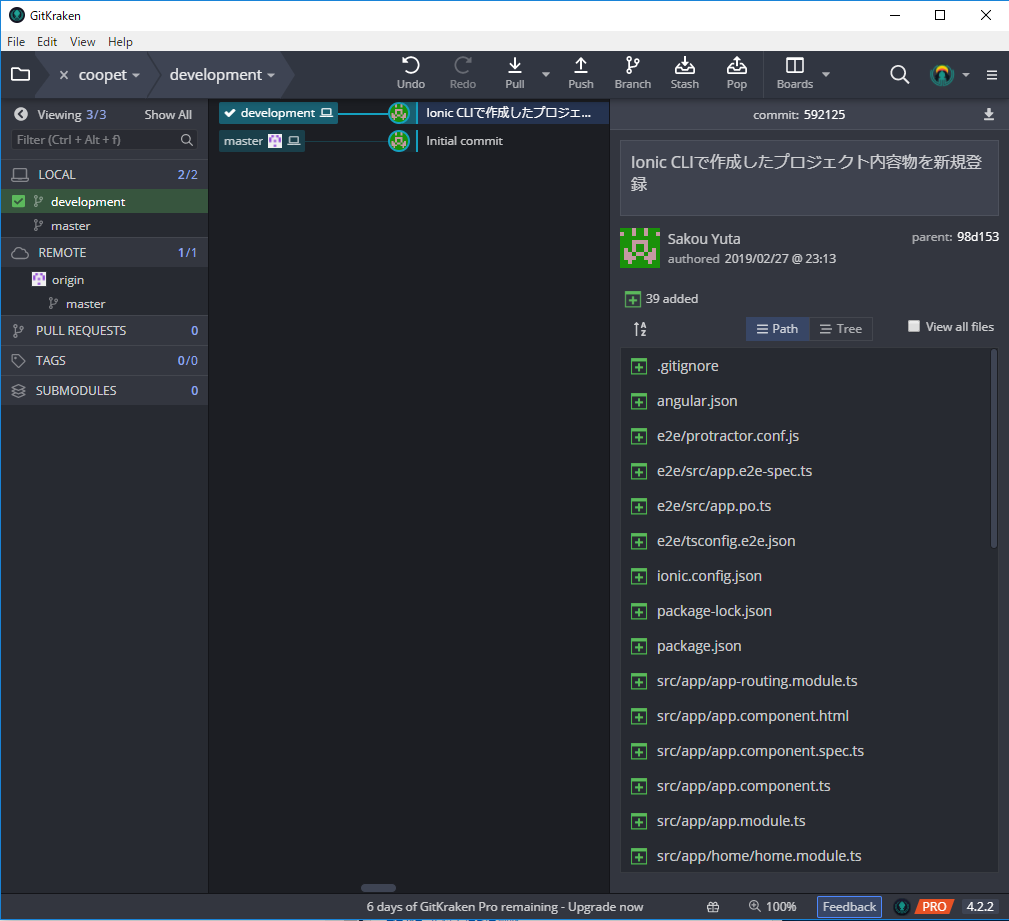 GitKraken
File Edit View Help
coopet
development
Undo
Redo
Pull
Push
Branch
Stash
Pop
Boards
Viewing 3/3 Show All
Filter (Ctrl + Alt + f)
LOCAL 2/2
development
master
REMOTE 1/1
origin
master
PULL REQUESTS 0
TAGS 0/0
SUBMODULES 0
development
Ionic CLIで作成したプロジェ...
master
Initial commit
commit: 592125
Ionic CLIで作成したプロジェクト内容物を新規登
録
Sakou Yuta
parent: 98d153
authored 2019/02/27 @ 23:13
39 added
Path
Tree
View all files
.gitignore
angular.json
e2e/protractor.conf.js
e2e/src/app.e2e-spec.ts
e2e/src/app.po.ts
e2e/tsconfig.e2e.json
ionic.config.json
package-lock.json
package.json
src/app/app-routing.module.ts
src/app/app.component.html
src/app/app.component.spec.ts
src/app/app.component.ts
src/app/app.module.ts
src/app/home/home.module.ts
6 days of GitKraken Pro remaining - Upgrade now
100%
Feedback
PRO
4.2.2